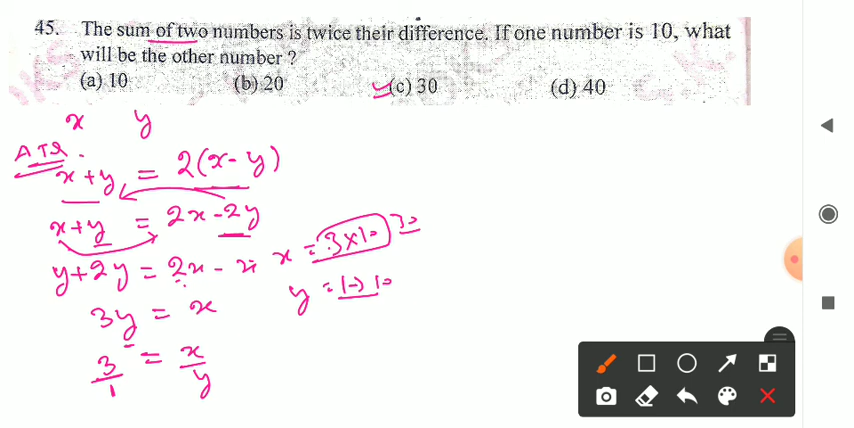 45. The sum of two numbers is twice their difference. If one number is 10, what
will be the other number ?
(a) 10 (b) 20 (c) 30 (d) 40
x y
ATQ.
x + y = 2(x - y)
x + y = 2x - 2y
y + 2y = 2x - x
3y = x
3/1 = x/y
x = 3 x 10 30
y = 1 → 10